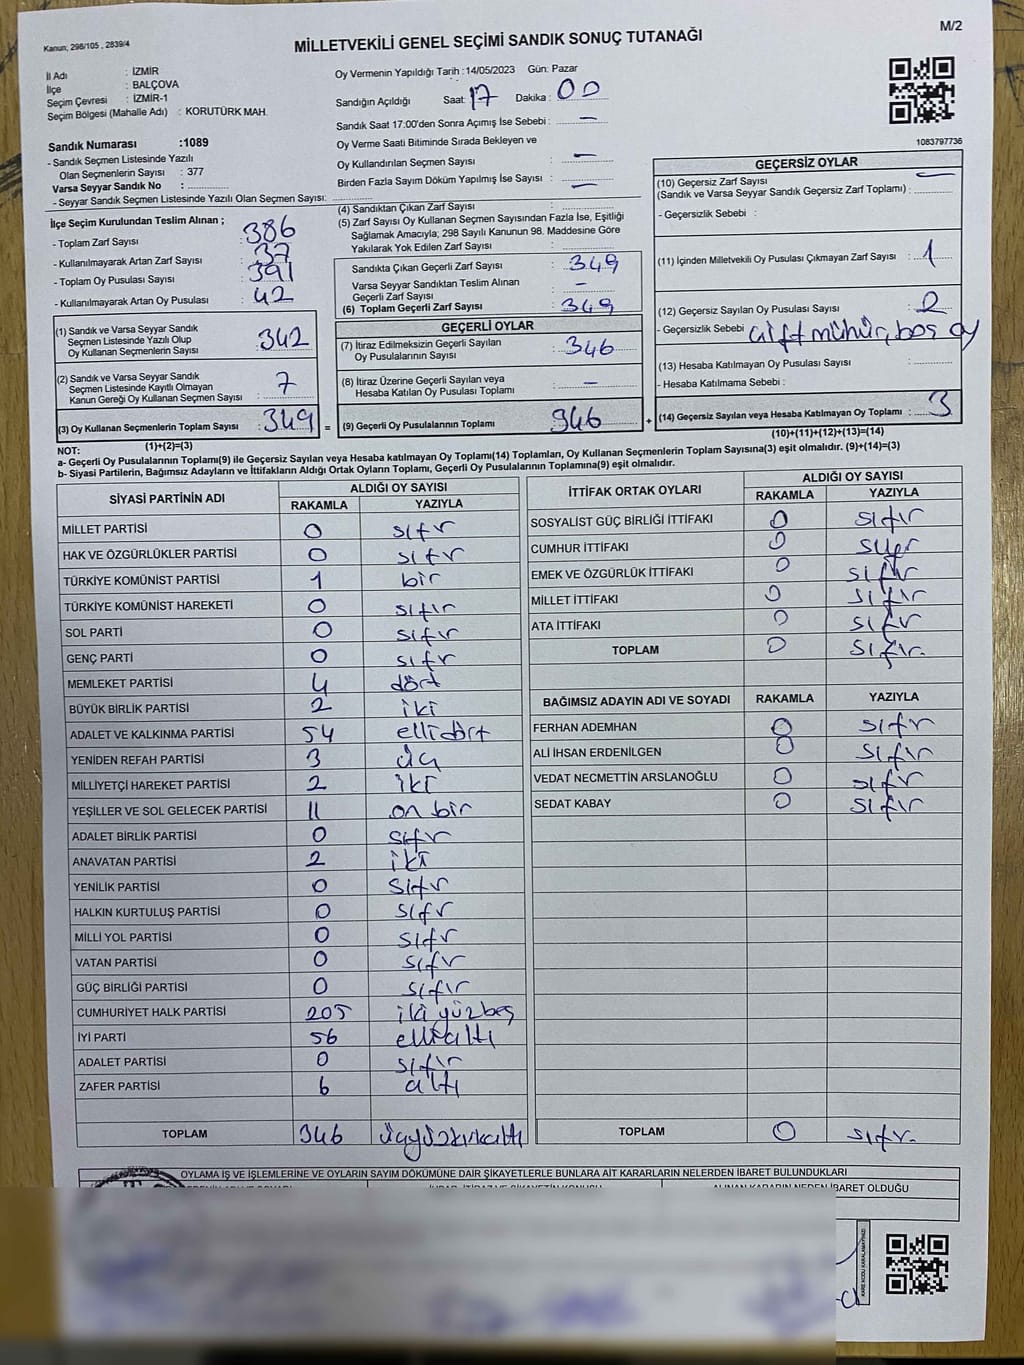 Kanun; 298/105 , 2839/4
M/2
MİLLETVEKİLİ GENEL SEÇİMİ SANDIK SONUÇ TUTANAĞI
İl Adı : İZMİR
İlçe : BALÇOVA
Seçim Çevresi : İZMİR-1
Seçim Bölgesi (Mahalle Adı) : KORUTÜRK MAH.
Sandık Numarası :1089
- Sandık Seçmen Listesinde Yazılı
Olan Seçmenlerin Sayısı : 377
Varsa Seyyar Sandık No :
- Seyyar Sandık Seçmen Listesinde Yazılı Olan Seçmen Sayısı:
Oy Vermenin Yapıldığı Tarih :14/05/2023 Gün: Pazar
Sandığın Açıldığı Saat: 17 Dakika : 00
Sandık Saat 17:00'den Sonra Açımış İse Sebebi : —
Oy Verme Saati Bitiminde Sırada Bekleyen ve
Oy Kullandırılan Seçmen Sayısı : —
Birden Fazla Sayım Döküm Yapılmış İse Sayısı : —
1083797736
İlçe Seçim Kurulundan Teslim Alınan ;
- Toplam Zarf Sayısı : 386
- Kullanılmayarak Artan Zarf Sayısı : 37
- Toplam Oy Pusulası Sayısı : 391
- Kullanılmayarak Artan Oy Pusulası : 42
(1) Sandık ve Varsa Seyyar Sandık
Seçmen Listesinde Yazılı Olup
Oy Kullanan Seçmenlerin Sayısı : 342
(2) Sandık ve Varsa Seyyar Sandık
Seçmen Listesinde Kayıtlı Olmayan
Kanun Gereği Oy Kullanan Seçmen Sayısı : 7
(3) Oy Kullanan Seçmenlerin Toplam Sayısı : 349
(1)+(2)=(3)
(4) Sandıktan Çıkan Zarf Sayısı :
(5) Zarf Sayısı Oy Kullanan Seçmen Sayısından Fazla İse, Eşitliği
Sağlamak Amacıyla; 298 Sayılı Kanunun 98. Maddesine Göre
Yakılarak Yok Edilen Zarf Sayısı :
Sandıkta Çıkan Geçerli Zarf Sayısı : 349
Varsa Seyyar Sandıktan Teslim Alınan
Geçerli Zarf Sayısı : —
(6) Toplam Geçerli Zarf Sayısı : 349
GEÇERLİ OYLAR
(7) İtiraz Edilmeksizin Geçerli Sayılan
Oy Pusulalarının Sayısı : 346
(8) İtiraz Üzerine Geçerli Sayılan veya
Hesaba Katılan Oy Pusulası Toplamı : —
= (9) Geçerli Oy Pusulalarının Toplamı : 346 +
GEÇERSİZ OYLAR
(10) Geçersiz Zarf Sayısı —
(Sandık ve Varsa Seyyar Sandık Geçersiz Zarf Toplamı) :
- Geçersizlik Sebebi :
(11) İçinden Milletvekili Oy Pusulası Çıkmayan Zarf Sayısı : 1
(12) Geçersiz Sayılan Oy Pusulası Sayısı : 2
- Geçersizlik Sebebi çift mühür, boş oy
(13) Hesaba Katılmayan Oy Pusulası Sayısı :
- Hesaba Katılmama Sebebi :
(14) Geçersiz Sayılan veya Hesaba Katılmayan Oy Toplamı : 3
(10)+(11)+(12)+(13)=(14)
NOT:
a- Geçerli Oy Pusulalarının Toplamı(9) ile Geçersiz Sayılan veya Hesaba katılmayan Oy Toplamı(14) Toplamları, Oy Kullanan Seçmenlerin Toplam Sayısına(3) eşit olmalıdır. (9)+(14)=(3)
b- Siyasi Partilerin, Bağımsız Adayların ve İttifakların Aldığı Ortak Oyların Toplamı, Geçerli Oy Pusulalarının Toplamına(9) eşit olmalıdır.
SİYASİ PARTİNİN ADI ALDIĞI OY SAYISI
RAKAMLA YAZIYLA
MİLLET PARTİSİ 0 sıfır
HAK VE ÖZGÜRLÜKLER PARTİSİ 0 sıfır
TÜRKİYE KOMÜNİST PARTİSİ 1 bir
TÜRKİYE KOMÜNİST HAREKETİ 0 sıfır
SOL PARTİ 0 sıfır
GENÇ PARTİ 0 sıfır
MEMLEKET PARTİSİ 4 dört
BÜYÜK BİRLİK PARTİSİ 2 iki
ADALET VE KALKINMA PARTİSİ 54 ellidört
YENİDEN REFAH PARTİSİ 3 üç
MİLLİYETÇİ HAREKET PARTİSİ 2 iki
YEŞİLLER VE SOL GELECEK PARTİSİ 11 on bir
ADALET BİRLİK PARTİSİ 0 sıfır
ANAVATAN PARTİSİ 2 iki
YENİLİK PARTİSİ 0 sıfır
HALKIN KURTULUŞ PARTİSİ 0 sıfır
MİLLİ YOL PARTİSİ 0 sıfır
VATAN PARTİSİ 0 sıfır
GÜÇ BİRLİĞİ PARTİSİ 0 sıfır
CUMHURİYET HALK PARTİSİ 205 iki yüzbeş
İYİ PARTİ 56 ellialtı
ADALET PARTİSİ 0 sıfır
ZAFER PARTİSİ 6 altı
TOPLAM 346 üçyüzkırkaltı
İTTİFAK ORTAK OYLARI ALDIĞI OY SAYISI
RAKAMLA YAZIYLA
SOSYALİST GÜÇ BİRLİĞİ İTTİFAKI 0 sıfır
CUMHUR İTTİFAKI 0 sıfır
EMEK VE ÖZGÜRLÜK İTTİFAKI 0 sıfır
MİLLET İTTİFAKI 0 sıfır
ATA İTTİFAKI 0 sıfır
TOPLAM 0 sıfır.
BAĞIMSIZ ADAYIN ADI VE SOYADI RAKAMLA YAZIYLA
FERHAN ADEMHAN 0 sıfır
ALİ İHSAN ERDENİLGEN 0 sıfır
VEDAT NECMETTİN ARSLANOĞLU 0 sıfır
SEDAT KABAY 0 sıfır
TOPLAM 0 sıfır.
OYLAMA İŞ VE İŞLEMLERİNE VE OYLARIN SAYIM DÖKÜMÜNE DAİR ŞİKAYETLERLE BUNLARA AİT KARARLARIN NELERDEN İBARET BULUNDUKLARI
ALINAN KARARIN NEDEN İBARET OLDUĞU
KARE KODU KARALAMAYINIZ!